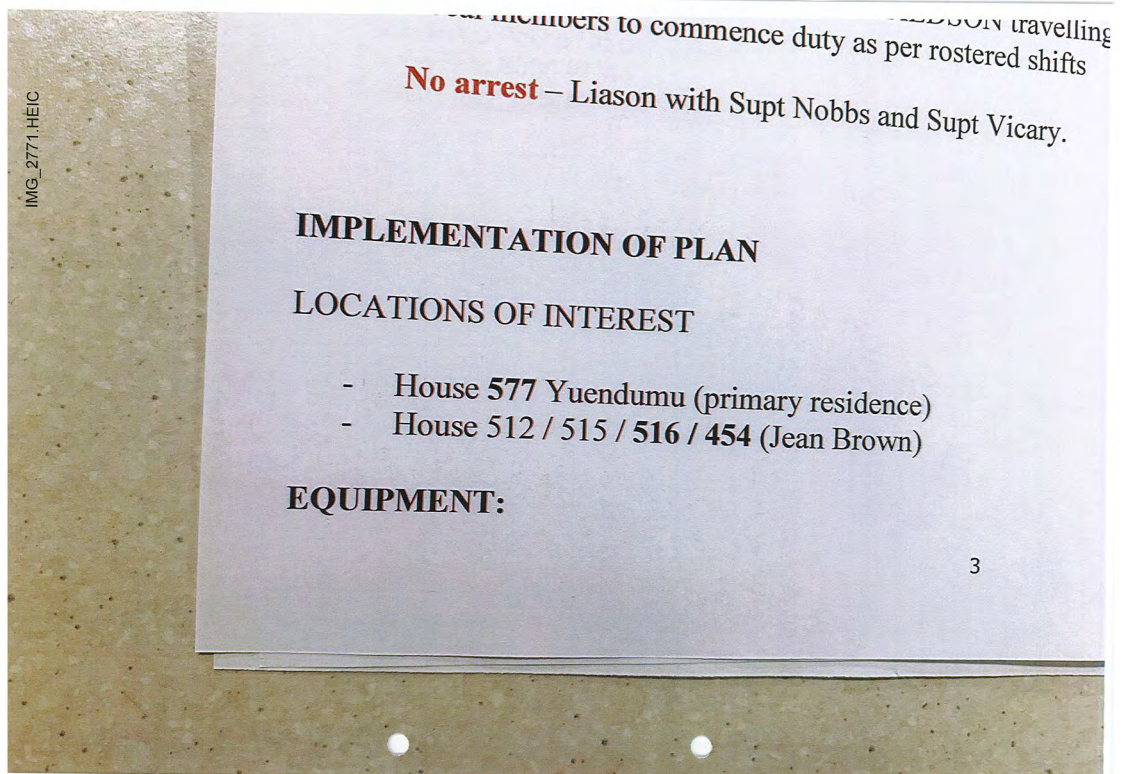 IMG_2771.HEIC
travelling
members to commence duty as per rostered shifts
No arrest – Liason with Supt Nobbs and Supt Vicary.
IMPLEMENTATION OF PLAN
LOCATIONS OF INTEREST
- House 577 Yuendumu (primary residence)
- House 512 / 515 / 516 / 454 (Jean Brown)
EQUIPMENT:
3